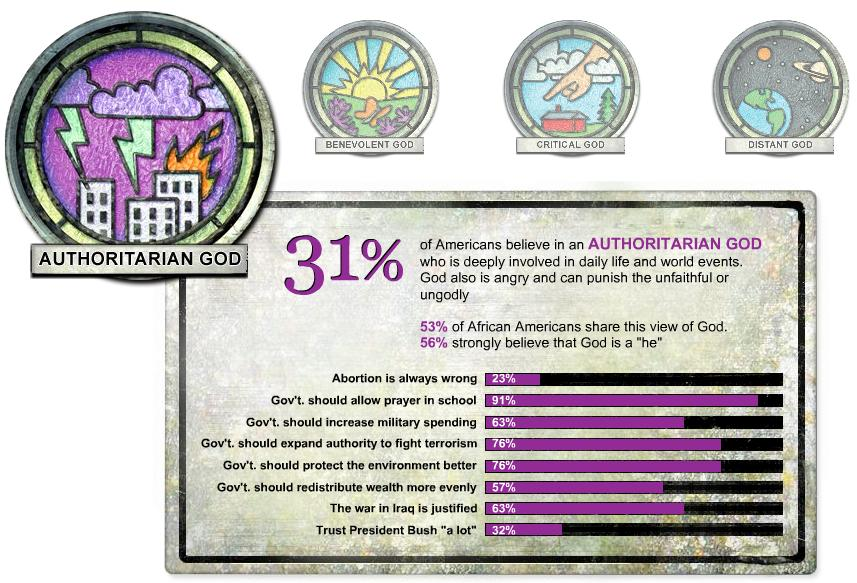 BENEVOLENT GOD
CRITICAL GOD
DISTANT GOD
AUTHORITARIAN GOD
31%
of Americans believe in an AUTHORITARIAN GOD
who is deeply involved in daily life and world events.
God also is angry and can punish the unfaithful or
ungodly
53% of African Americans share this view of God.
56% strongly believe that God is a "he"
Abortion is always wrong 23%
Gov't. should allow prayer in school 91%
Gov't. should increase military spending 63%
Gov't. should expand authority to fight terrorism 76%
Gov't. should protect the environment better 76%
Gov't. should redistribute wealth more evenly 57%
The war in Iraq is justified 63%
Trust President Bush "a lot" 32%